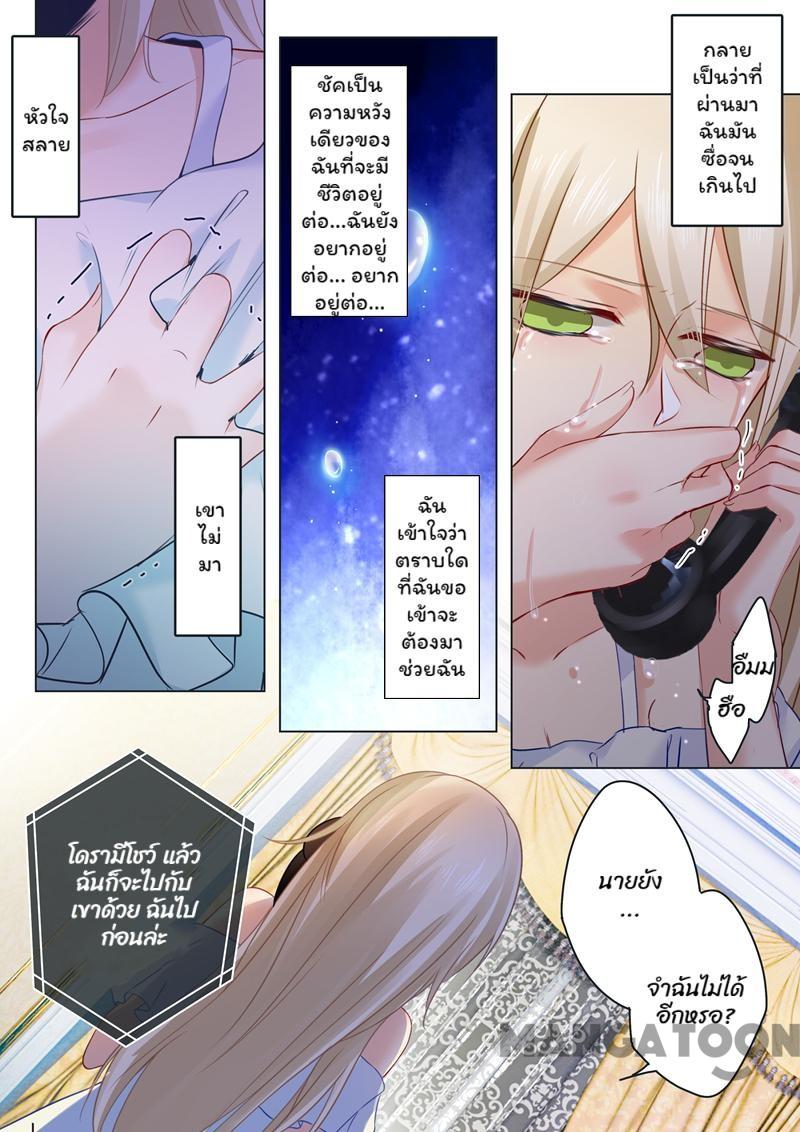 กลาย
เป็นว่าที่
ผ่านมา
ฉันมัน
ซื่อจน
เกินไป
อืมม
ฮือ
ชัคเป็น
ความหวัง
เดียวของ
ฉันที่จะมี
ชีวิตอยู่
ต่อ...ฉันยัง
อยากอยู่
ต่อ... อยาก
อยู่ต่อ...
ฉัน
เข้าใจว่า
ตราบใด
ที่ฉันขอ
เข้าจะ
ต้องมา
ช่วยฉัน
หัวใจ
สลาย
เขา
ไม่
มา
นายยัง
...
จำฉันไม่ได้
อีกหรอ?
โดรามีโชว์ แล้ว
ฉันก็จะไปกับ
เขาด้วย ฉันไป
ก่อนล่ะ
MANGATOON